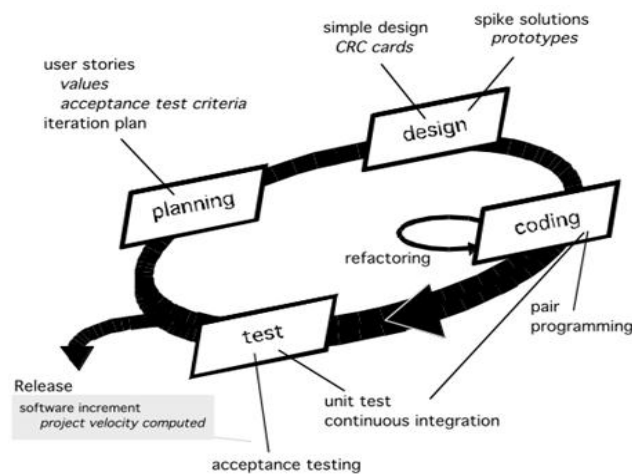 simple design
CRC cards
spike solutions
prototypes
user stories
values
acceptance test criteria
iteration plan
design
planning
coding
refactoring
pair
programming
test
Release
software increment
project velocity computed
unit test
continuous integration
acceptance testing